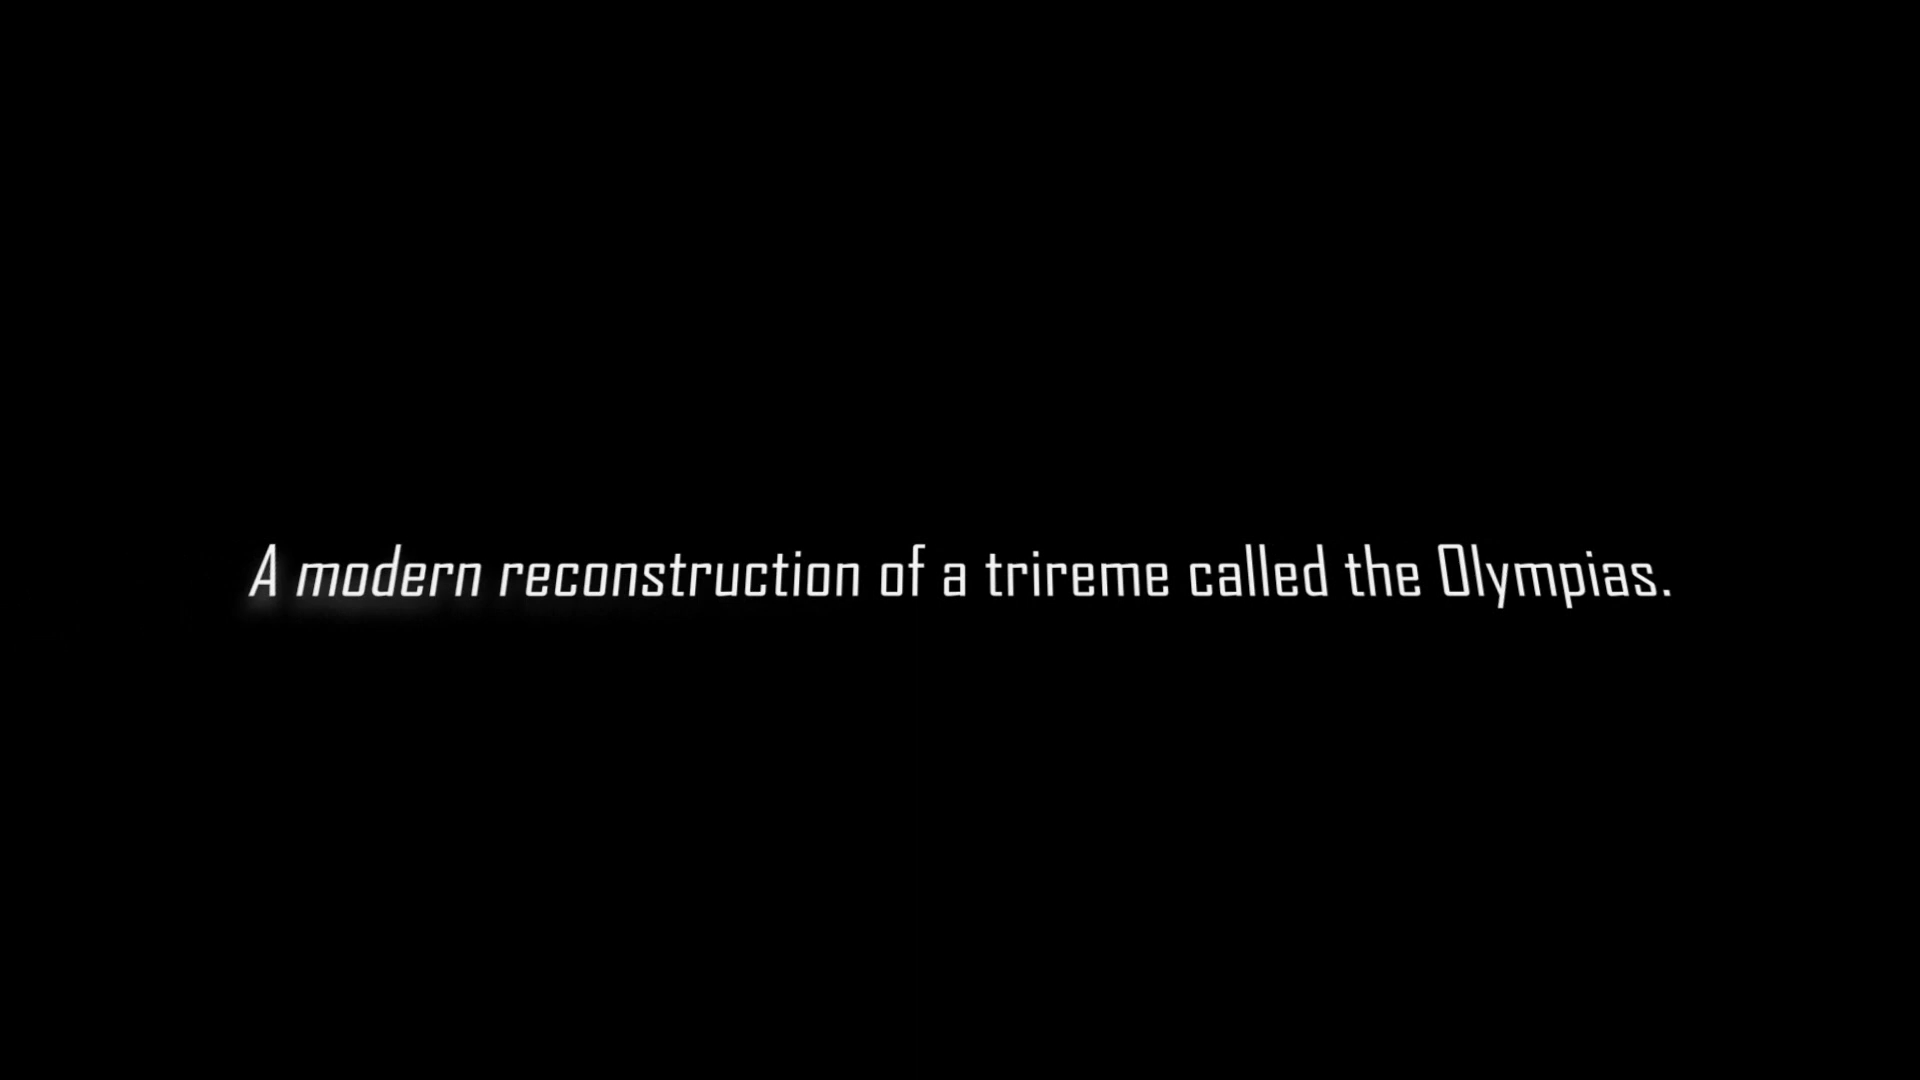 A modern reconstruction of a trireme called the Olympias.